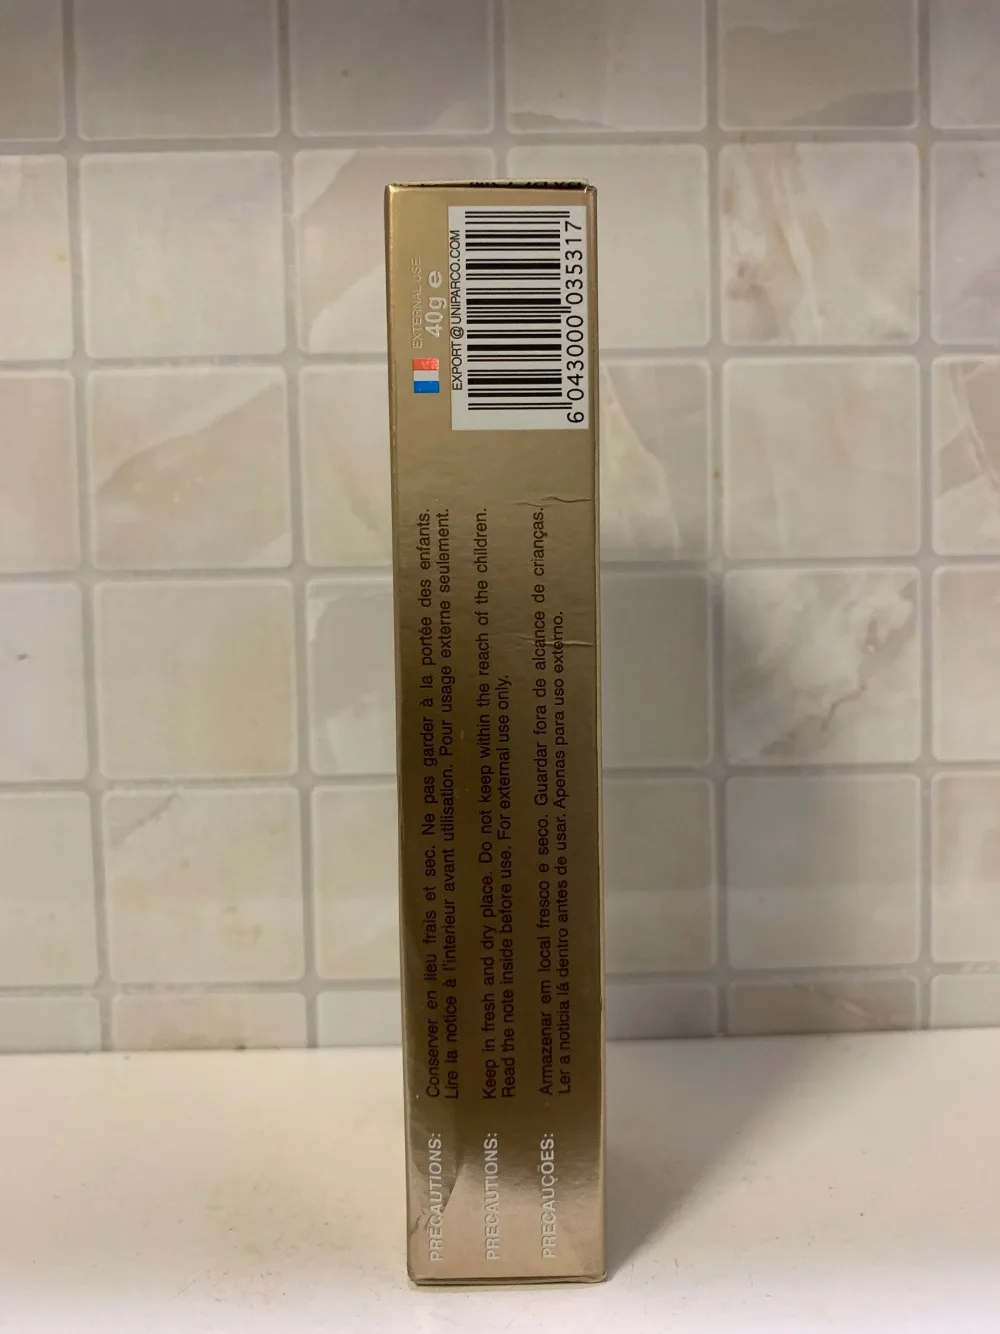 PRECAUTIONS: Conserver en lieu frais et sec. Ne pas garder à la portée des enfants.
Lire la notice à l'interieur avant utilisation. Pour usage externe seulement.
PRECAUTIONS: Keep in fresh and dry place. Do not keep within the reach of the children.
Read the note inside before use. For external use only.
PRECAUÇÕES: Armazenar em local fresco e seco. Guardar fora de alcance de crianças.
Ler a noticia lá dentro antes de usar. Apenas para uso externo.
EXTERNAL USE
40g e
EXPORT@UNIPARCO.COM
6 043000 035317